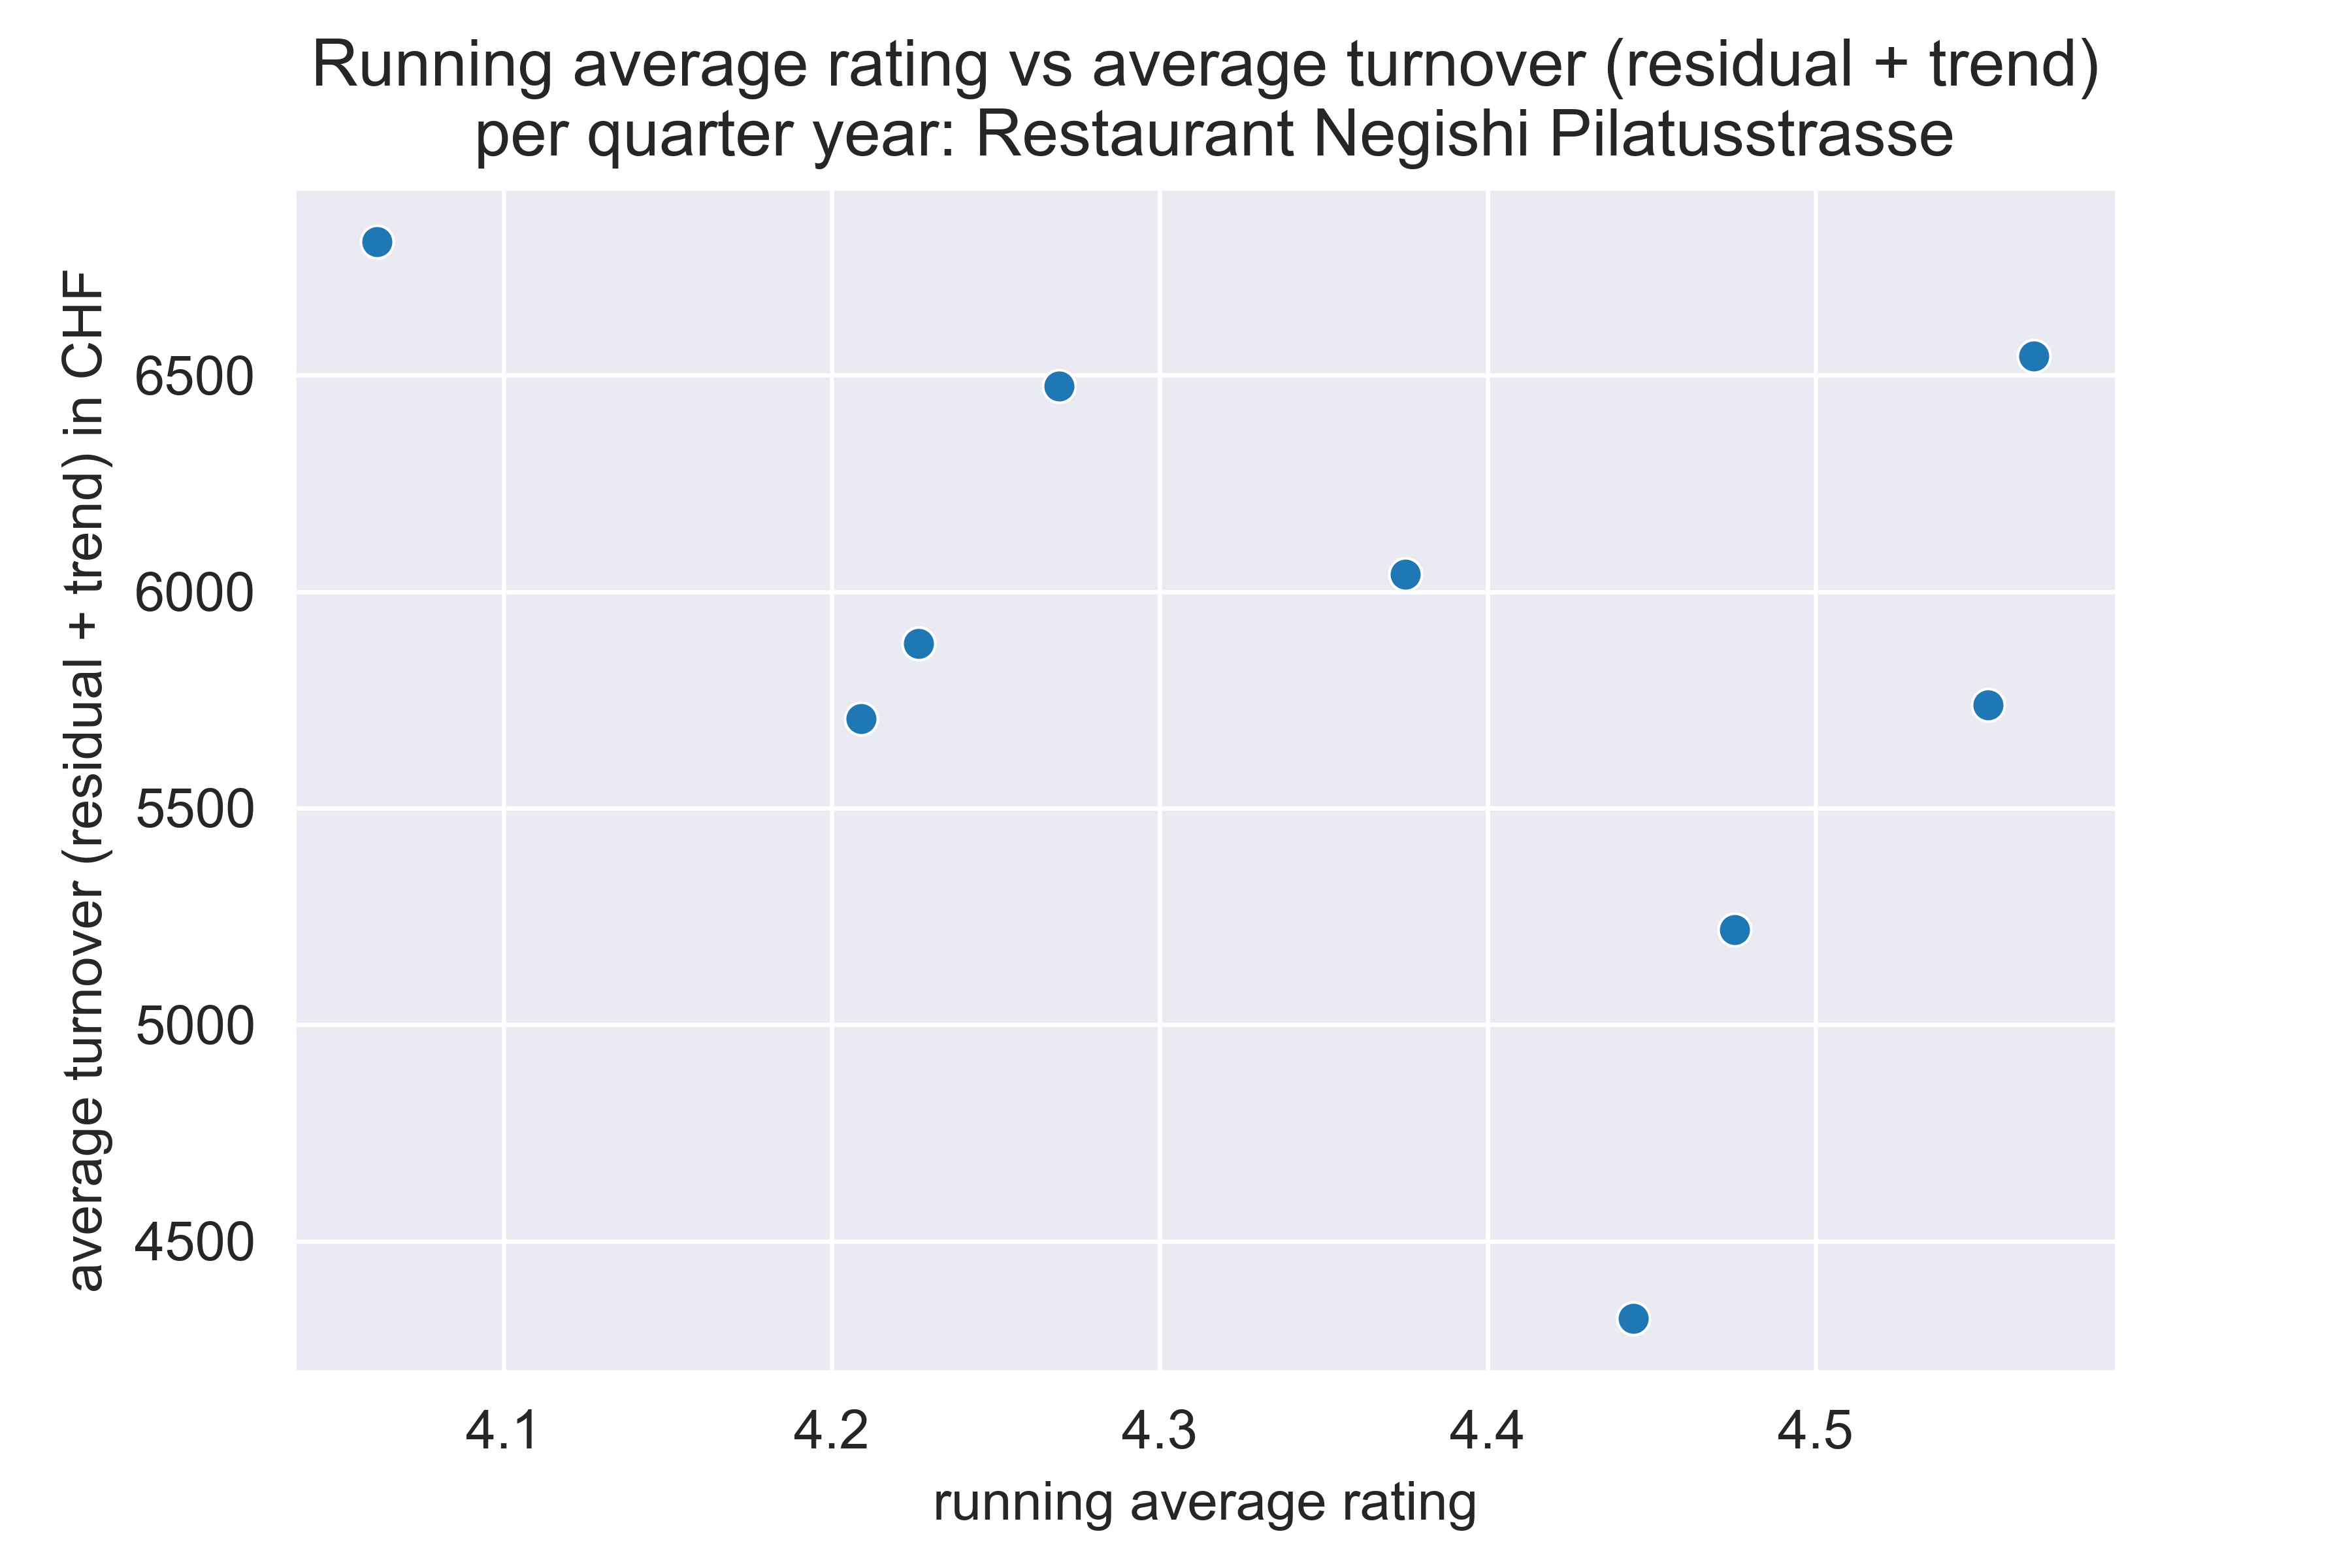 Running average rating vs average turnover (residual + trend)
per quarter year: Restaurant Negishi Pilatusstrasse
average turnover (residual + trend) in CHF
6500
6000
5500
5000
4500
4.1
4.2
4.3
4.4
4.5
running average rating